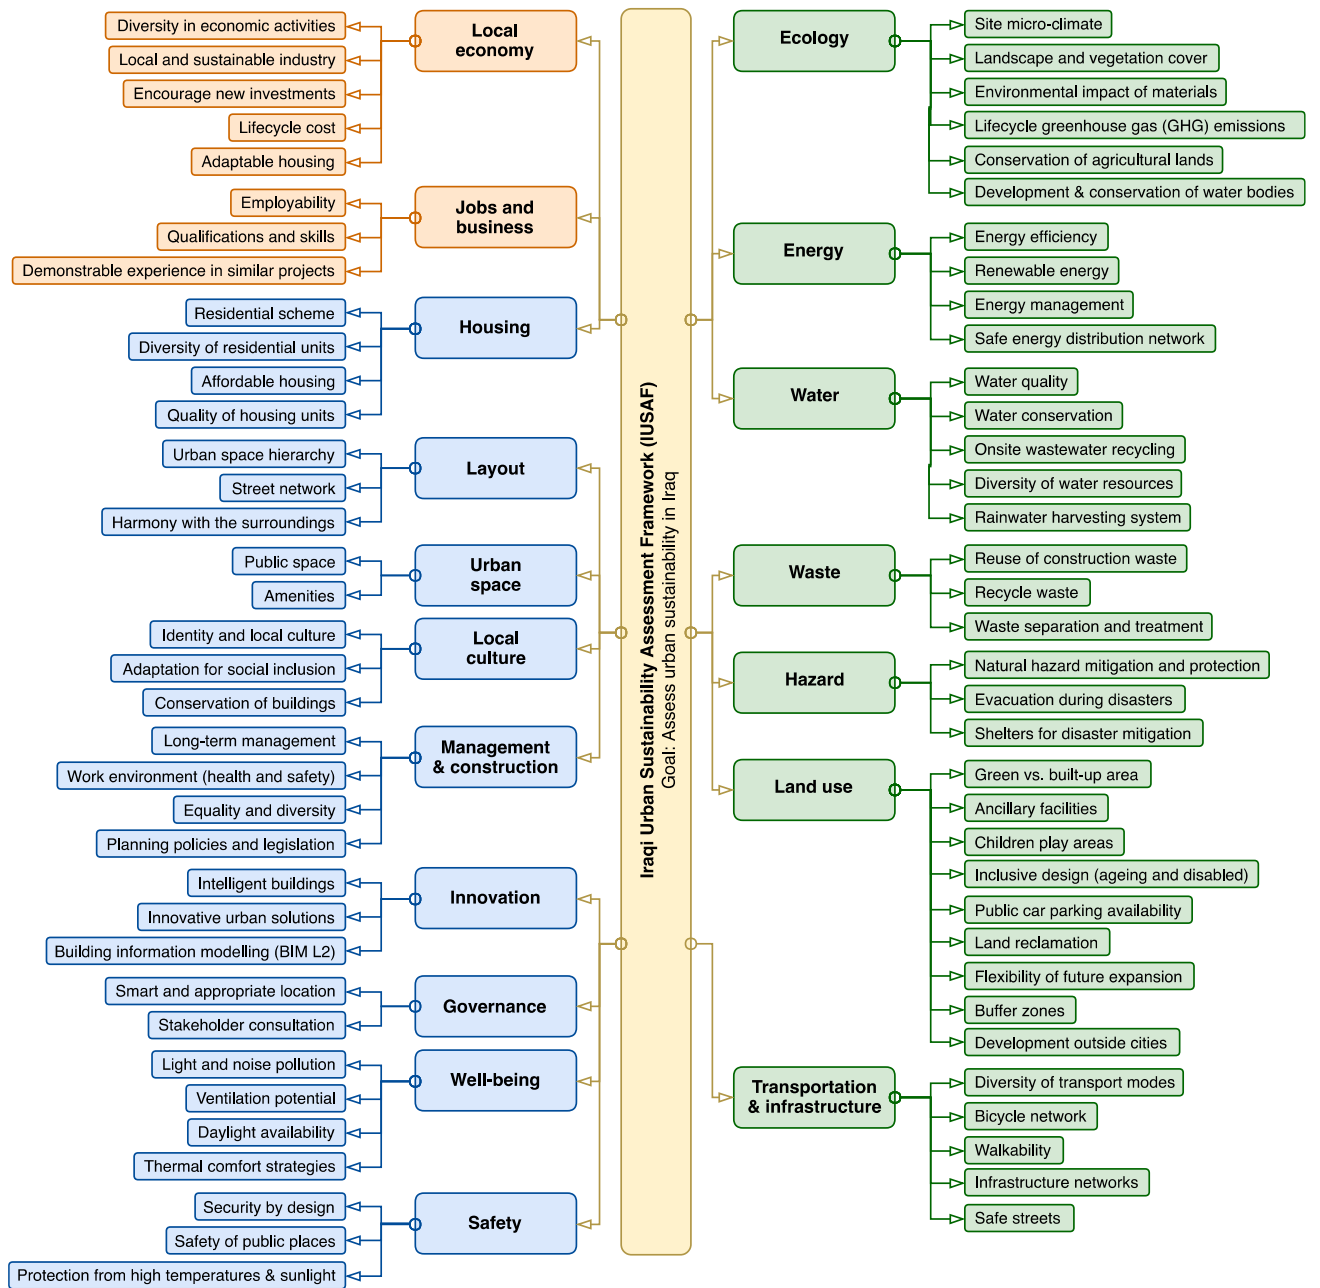 Diversity in economic activities
Local and sustainable industry
Encourage new investments
Lifecycle cost
Adaptable housing
Local
economy
Employability
Qualifications and skills
Demonstrable experience in similar projects
Jobs and
business
Residential scheme
Diversity of residential units
Affordable housing
Quality of housing units
Housing
Urban space hierarchy
Street network
Harmony with the surroundings
Layout
Public space
Amenities
Urban
space
Identity and local culture
Adaptation for social inclusion
Conservation of buildings
Local
culture
Long-term management
Work environment (health and safety)
Equality and diversity
Planning policies and legislation
Management
& construction
Intelligent buildings
Innovative urban solutions
Building information modelling (BIM L2)
Innovation
Smart and appropriate location
Stakeholder consultation
Governance
Light and noise pollution
Ventilation potential
Daylight availability
Thermal comfort strategies
Well-being
Security by design
Safety of public places
Protection from high temperatures & sunlight
Safety
Iraqi Urban Sustainability Assessment Framework (IUSAF)
Goal: Assess urban sustainability in Iraq
Ecology
Site micro-climate
Landscape and vegetation cover
Environmental impact of materials
Lifecycle greenhouse gas (GHG) emissions
Conservation of agricultural lands
Development & conservation of water bodies
Energy
Energy efficiency
Renewable energy
Energy management
Safe energy distribution network
Water
Water quality
Water conservation
Onsite wastewater recycling
Diversity of water resources
Rainwater harvesting system
Waste
Reuse of construction waste
Recycle waste
Waste separation and treatment
Hazard
Natural hazard mitigation and protection
Evacuation during disasters
Shelters for disaster mitigation
Land use
Green vs. built-up area
Ancillary facilities
Children play areas
Inclusive design (ageing and disabled)
Public car parking availability
Land reclamation
Flexibility of future expansion
Buffer zones
Development outside cities
Transportation
& infrastructure
Diversity of transport modes
Bicycle network
Walkability
Infrastructure networks
Safe streets